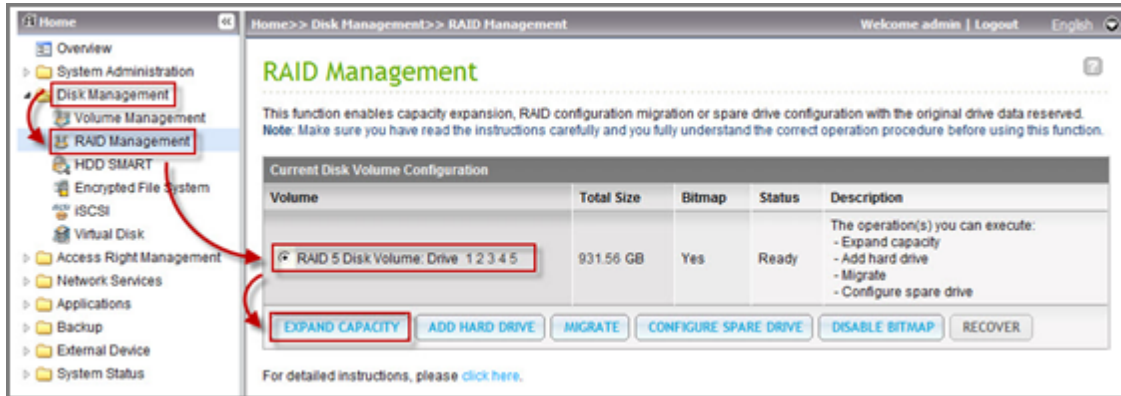 Home
Home>> Disk Management>> RAID Management
Welcome admin | Logout
English
Overview
System Administration
Disk Management
Volume Management
RAID Management
HDD SMART
Encrypted File System
iSCSI
Virtual Disk
Access Right Management
Network Services
Applications
Backup
External Device
System Status
RAID Management
This function enables capacity expansion, RAID configuration migration or spare drive configuration with the original drive data reserved.
Note: Make sure you have read the instructions carefully and you fully understand the correct operation procedure before using this function.
Current Disk Volume Configuration
Volume Total Size Bitmap Status Description
RAID 5 Disk Volume: Drive 1 2 3 4 5 931.56 GB Yes Ready
The operation(s) you can execute:
- Expand capacity
- Add hard drive
- Migrate
- Configure spare drive
EXPAND CAPACITY ADD HARD DRIVE MIGRATE CONFIGURE SPARE DRIVE DISABLE BITMAP RECOVER
For detailed instructions, please click here.